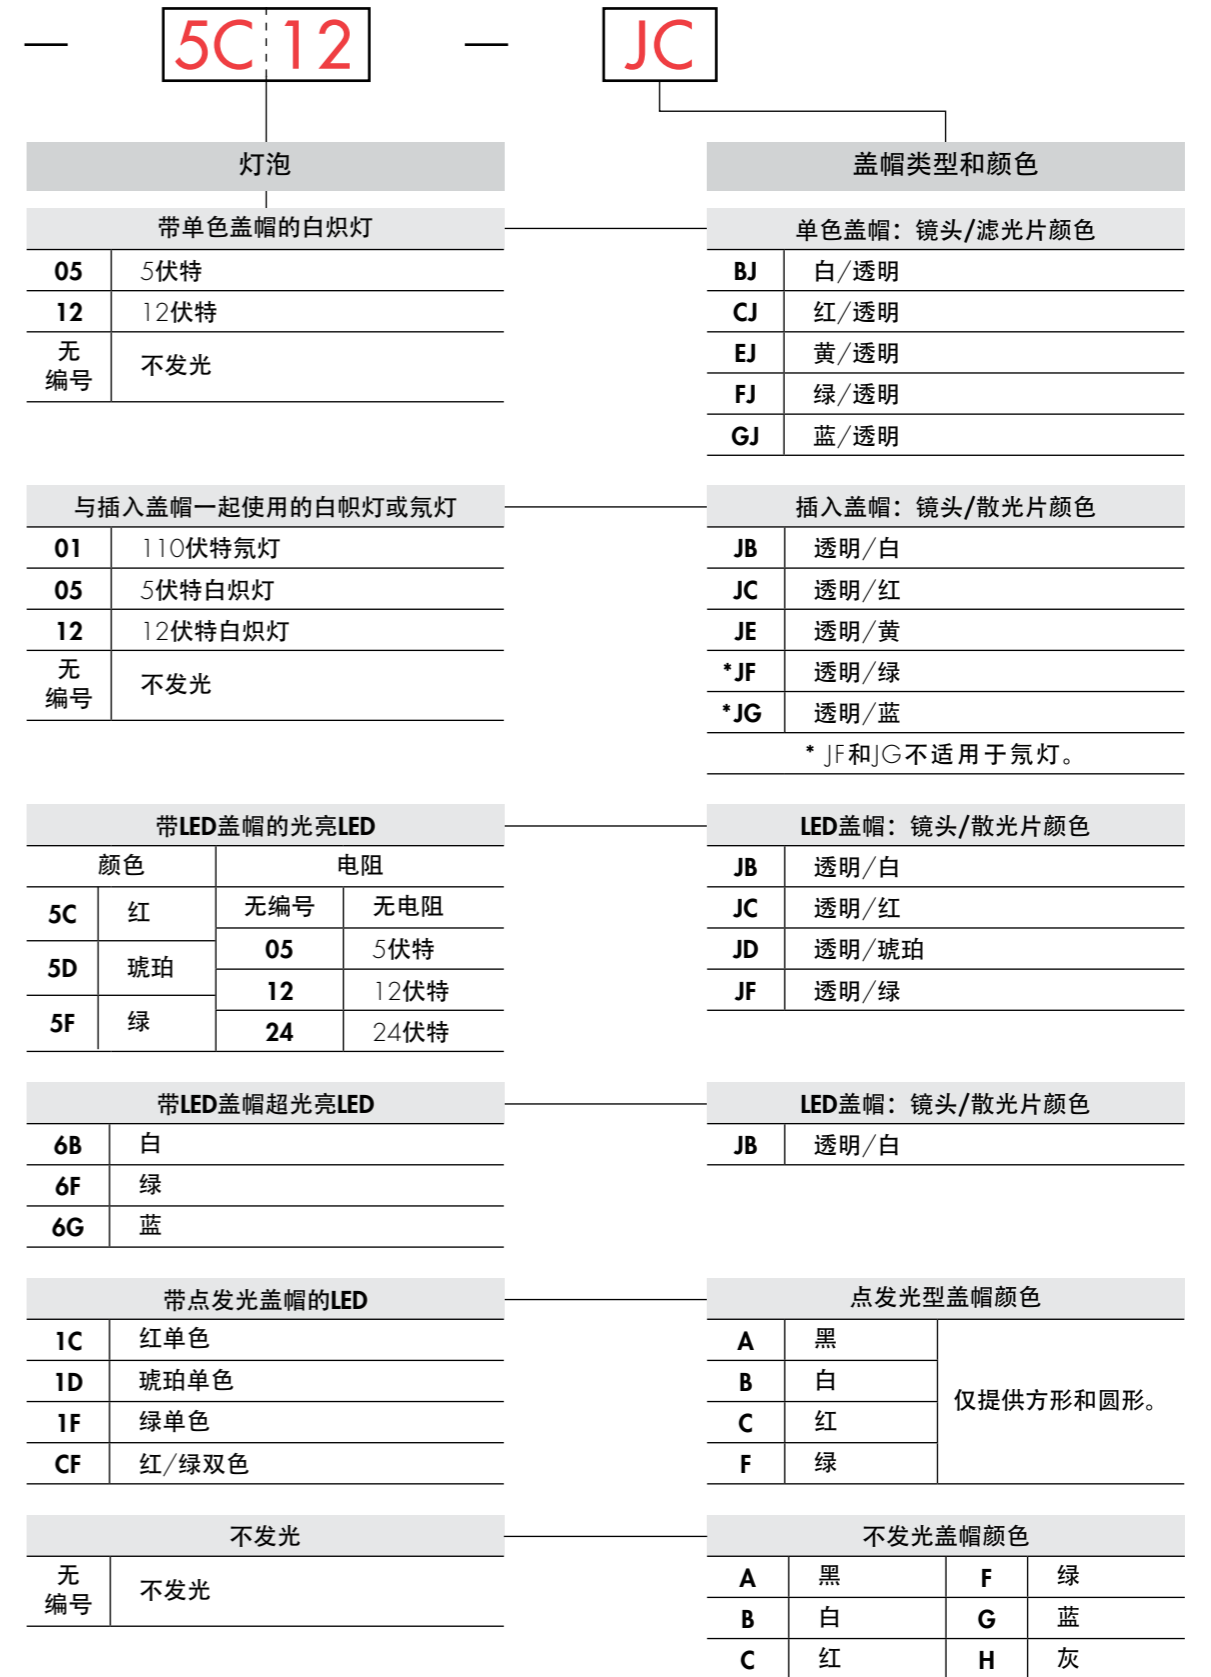 — 5C 12 — JC
灯泡
盖帽类型和颜色
带单色盖帽的白炽灯
05 5伏特
12 12伏特
无
编号
不发光
单色盖帽：镜头/滤光片颜色
BJ 白/透明
CJ 红/透明
EJ 黄/透明
FJ 绿/透明
GJ 蓝/透明
与插入盖帽一起使用的白帜灯或氖灯
01 110伏特氖灯
05 5伏特白炽灯
12 12伏特白炽灯
无
编号
不发光
插入盖帽：镜头/散光片颜色
JB 透明/白
JC 透明/红
JE 透明/黄
*JF 透明/绿
*JG 透明/蓝
* JF和JG不适用于氖灯。
带LED盖帽的光亮LED
颜色 电阻
5C 红
5D 琥珀
5F 绿
无编号 无电阻
05 5伏特
12 12伏特
24 24伏特
LED盖帽：镜头/散光片颜色
JB 透明/白
JC 透明/红
JD 透明/琥珀
JF 透明/绿
带LED盖帽超光亮LED
6B 白
6F 绿
6G 蓝
LED盖帽：镜头/散光片颜色
JB 透明/白
带点发光盖帽的LED
1C 红单色
1D 琥珀单色
1F 绿单色
CF 红/绿双色
点发光型盖帽颜色
A 黑
B 白
C 红
F 绿
仅提供方形和圆形。
不发光
无
编号
不发光
不发光盖帽颜色
A 黑 F 绿
B 白 G 蓝
C 红 H 灰